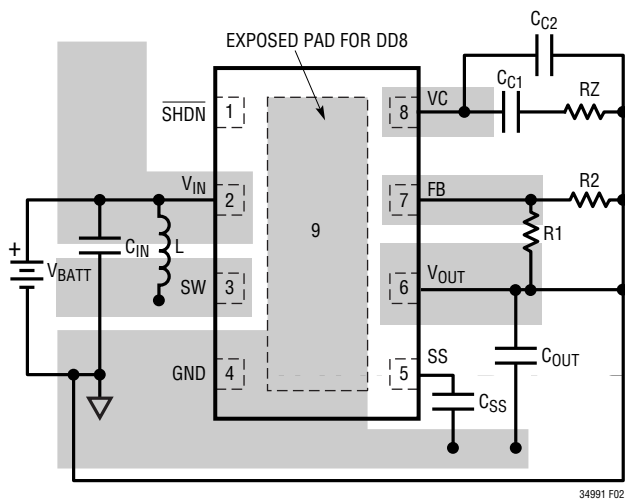 EXPOSED PAD FOR DD8
CC2
CC1
RZ
SHDN
1
8
VC
VIN
2
7
FB
R2
R1
9
+
VBATT
CIN
L
SW
3
6
VOUT
GND
4
5
SS
COUT
CSS
34991 F02